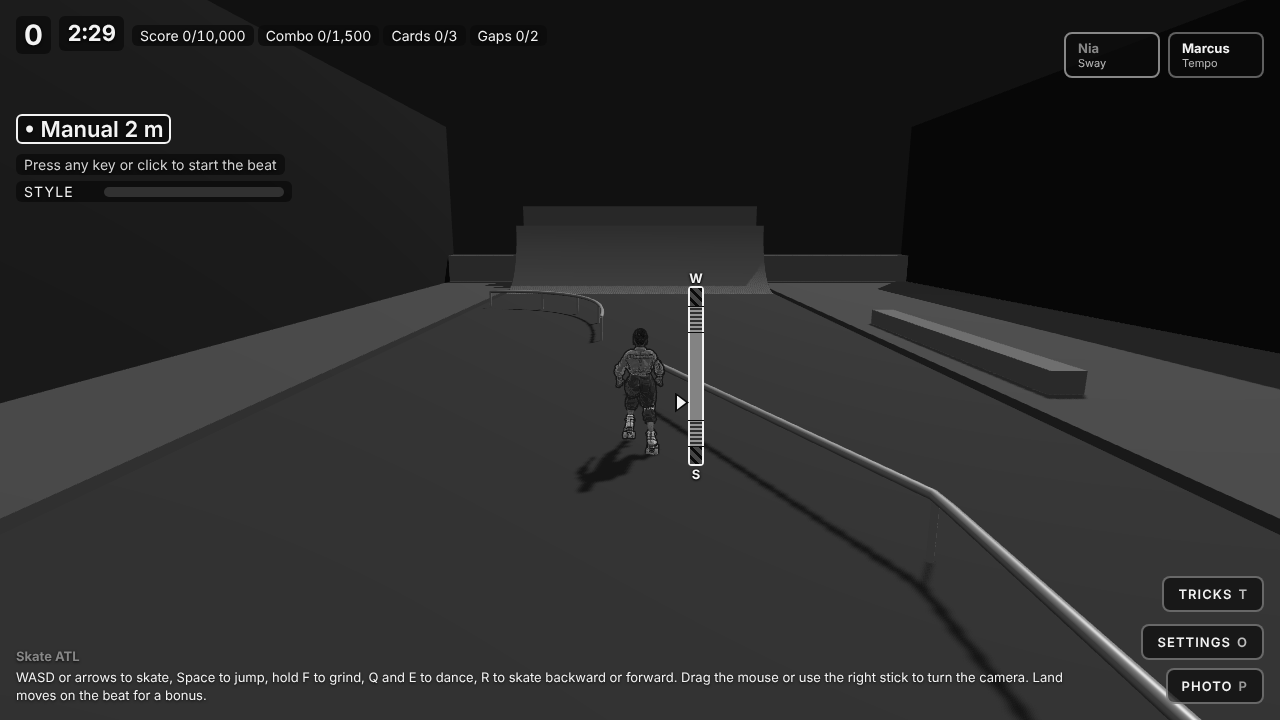 0
2:29
Score 0/10,000
Combo 0/1,500
Cards 0/3
Gaps 0/2
Nia
Sway
Marcus
Tempo
• Manual 2 m
Press any key or click to start the beat
STYLE
W
S
TRICKS T
SETTINGS O
PHOTO P
Skate ATL
WASD or arrows to skate, Space to jump, hold F to grind, Q and E to dance, R to skate backward or forward. Drag the mouse or use the right stick to turn the camera. Land
moves on the beat for a bonus.